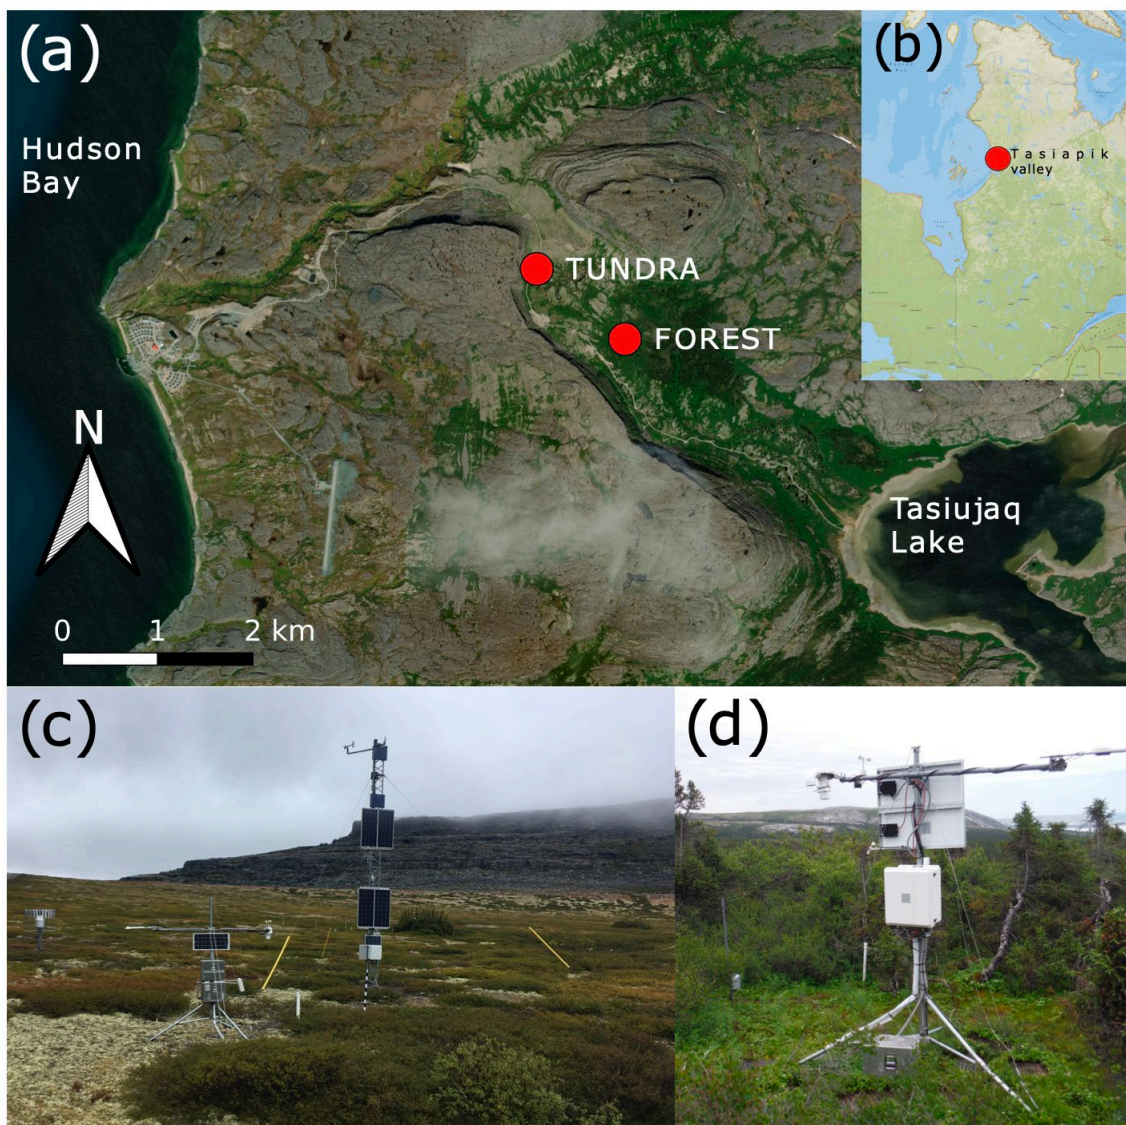 (a)
Hudson
Bay
TUNDRA
FOREST
N
Tasiujaq
Lake
0 1 2 km
(b)
Tasiapik
valley
(c)
(d)